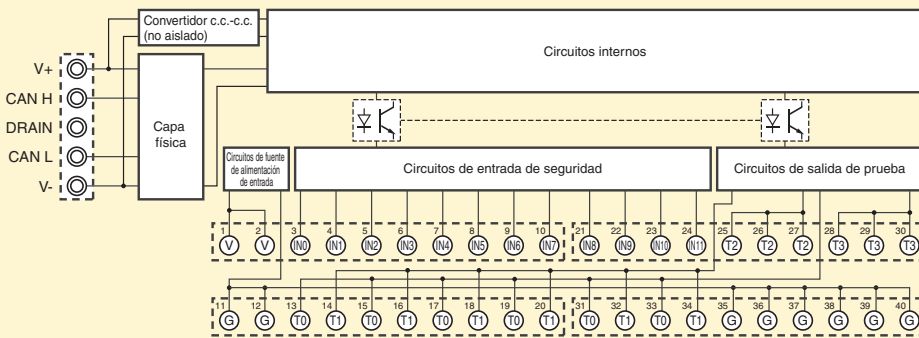 Convertidor c.c.-c.c.
(no aislado)
Circuitos internos
V+
CAN H
DRAIN
CAN L
V-
Capa
física
Circuitos de fuente
de alimentación
de entrada
Circuitos de entrada de seguridad
Circuitos de salida de prueba
1 2 3 4 5 6 7 8 9 10 21 22 23 24 25 26 27 28 29 30
V V IN0 IN1 IN2 IN3 IN4 IN5 IN6 IN7 IN8 IN9 IN10 IN11 T2 T2 T2 T3 T3 T3
11 12 13 14 15 16 17 18 19 20 31 32 33 34 35 36 37 38 39 40
G G T0 T1 T0 T1 T0 T1 T0 T1 T0 T1 T0 T1 G G G G G G